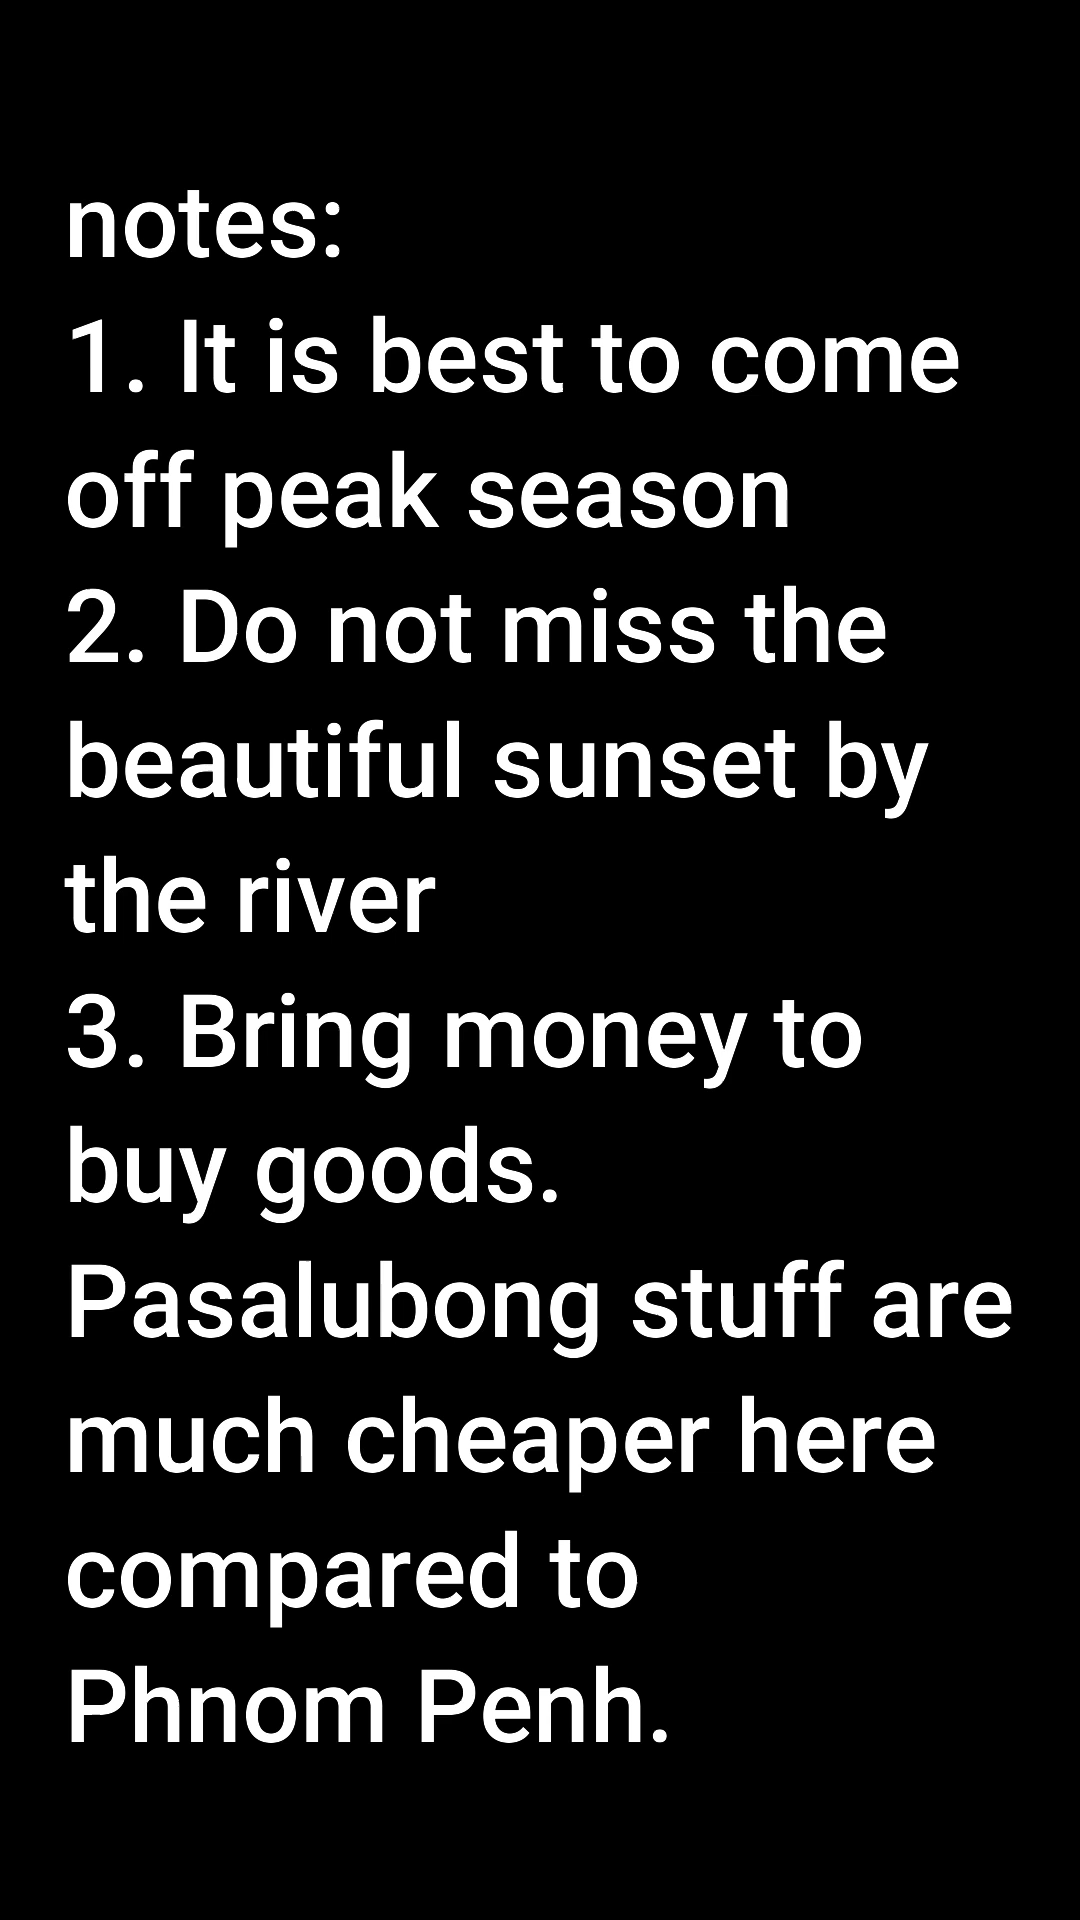 notes:
1. It is best to come
off peak season
2. Do not miss the
beautiful sunset by
the river
3. Bring money to
buy goods.
Pasalubong stuff are
much cheaper here
compared to
Phnom Penh.